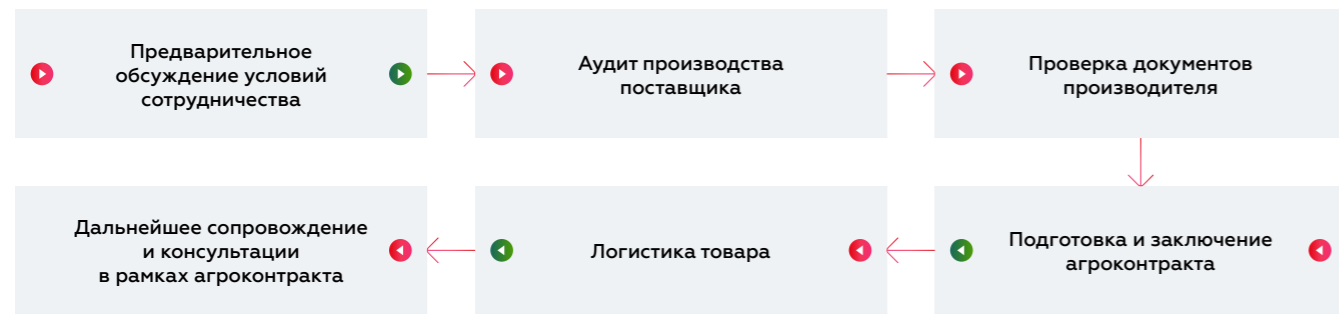 Предварительное
обсуждение условий
сотрудничества
Аудит производства
поставщика
Проверка документов
производителя
Подготовка и заключение
агроконтракта
Логистика товара
Дальнейшее сопровождение
и консультации
в рамках агроконтракта